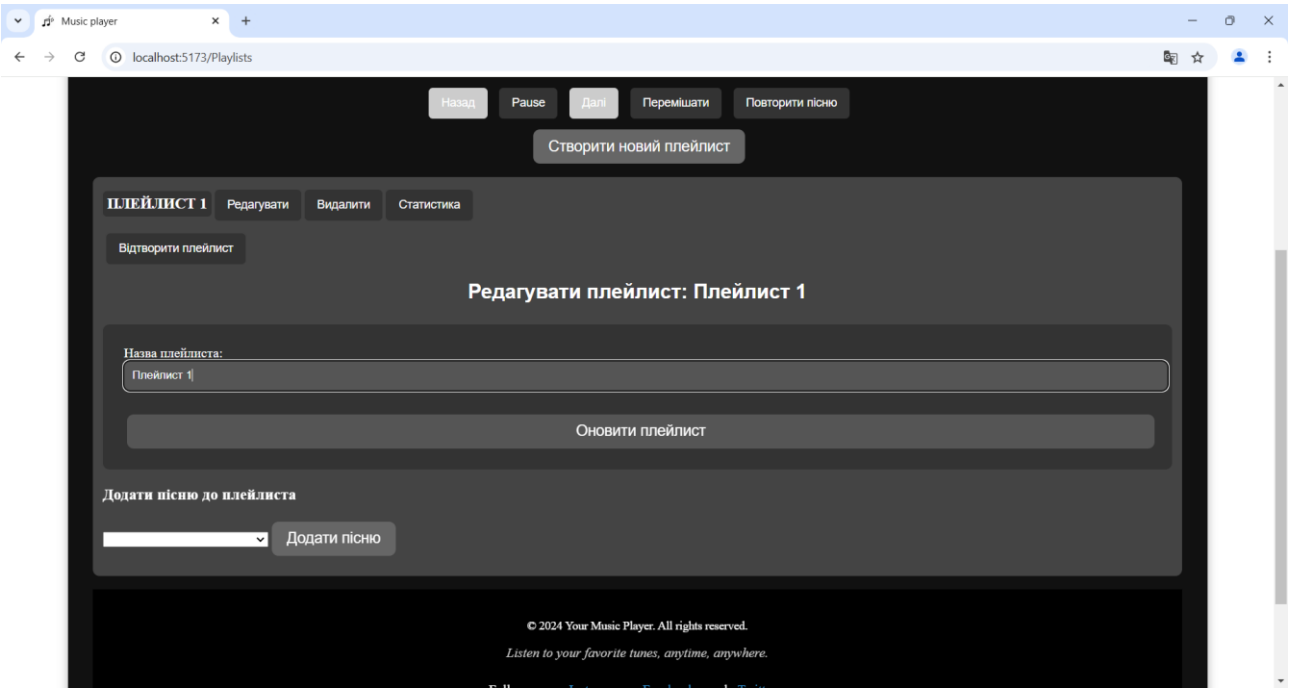 Music player
localhost:5173/Playlists
Назад Pause Далі Перемішати Повторити пісню
Створити новий плейлист
ПЛЕЙЛИСТ 1 Редагувати Видалити Статистика
Відтворити плейлист
Редагувати плейлист: Плейлист 1
Назва плейлиста:
Плейлист 1
Оновити плейлист
Додати пісню до плейлиста
Додати пісню
© 2024 Your Music Player. All rights reserved.
Listen to your favorite tunes, anytime, anywhere.